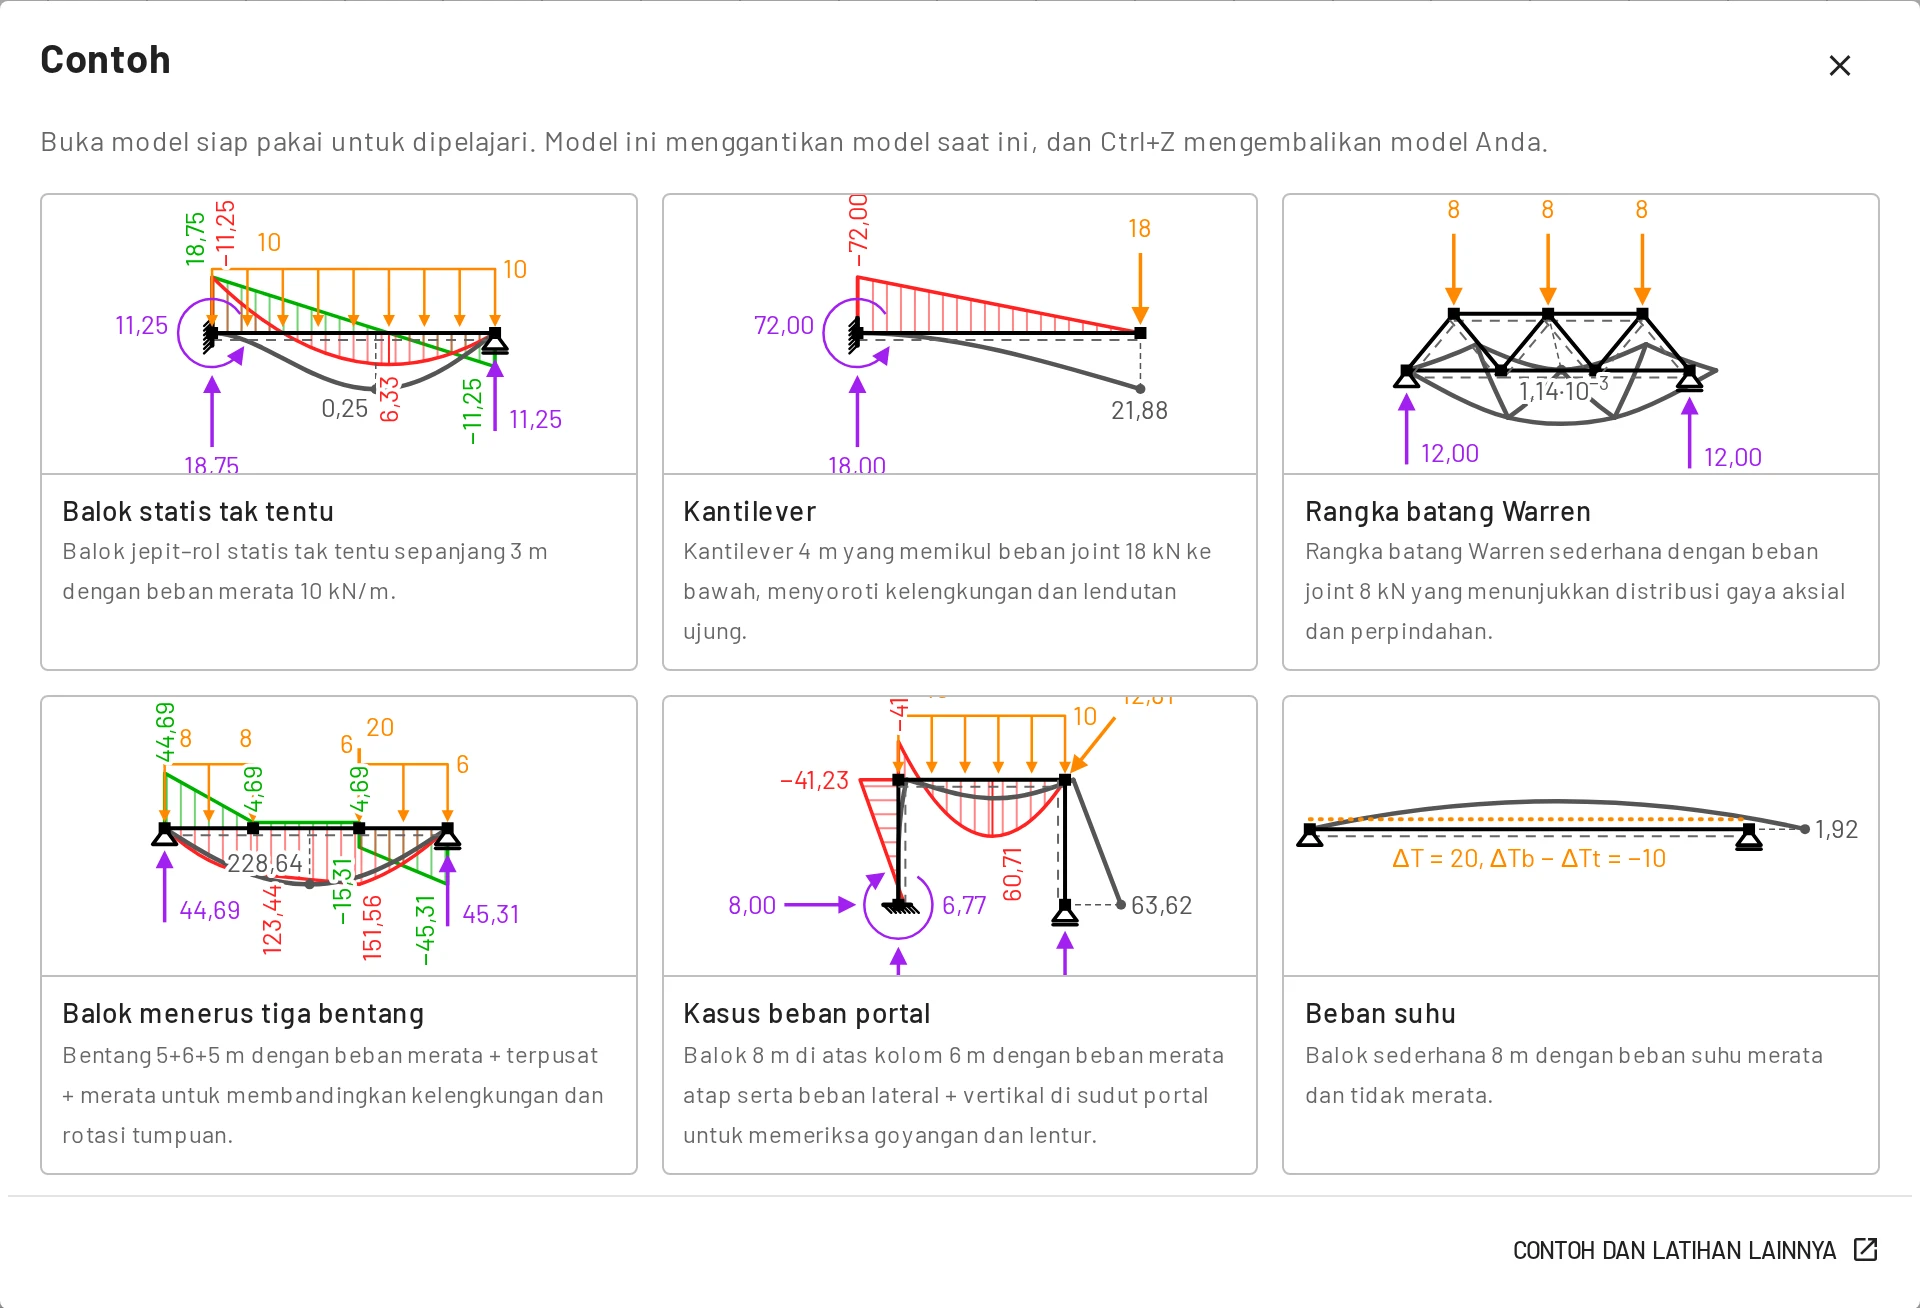 Contoh
Buka model siap pakai untuk dipelajari. Model ini menggantikan model saat ini, dan Ctrl+Z mengembalikan model Anda.
18,75
−11,25
10
10
11,25
0,25
6,33
−11,25
11,25
18,75
Balok statis tak tentu
Balok jepit-rol statis tak tentu sepanjang 3 m
dengan beban merata 10 kN/m.
−72,00
18
72,00
21,88
18,00
Kantilever
Kantilever 4 m yang memikul beban joint 18 kN ke
bawah, menyoroti kelengkungan dan lendutan
ujung.
8
8
8
1,14·10⁻³
12,00
12,00
Rangka batang Warren
Rangka batang Warren sederhana dengan beban
joint 8 kN yang menunjukkan distribusi gaya aksial
dan perpindahan.
44,69
8
8
6
20
6
4,69
4,69
228,64
44,69
123,44
−15,31
151,56
−45,31
45,31
Balok menerus tiga bentang
Bentang 5+6+5 m dengan beban merata + terpusat
+ merata untuk membandingkan kelengkungan dan
rotasi tumpuan.
−41
10
−41,23
60,71
8,00
6,77
63,62
Kasus beban portal
Balok 8 m di atas kolom 6 m dengan beban merata
atap serta beban lateral + vertikal di sudut portal
untuk memeriksa goyangan dan lentur.
1,92
ΔT = 20, ΔTb − ΔTt = −10
Beban suhu
Balok sederhana 8 m dengan beban suhu merata
dan tidak merata.
CONTOH DAN LATIHAN LAINNYA